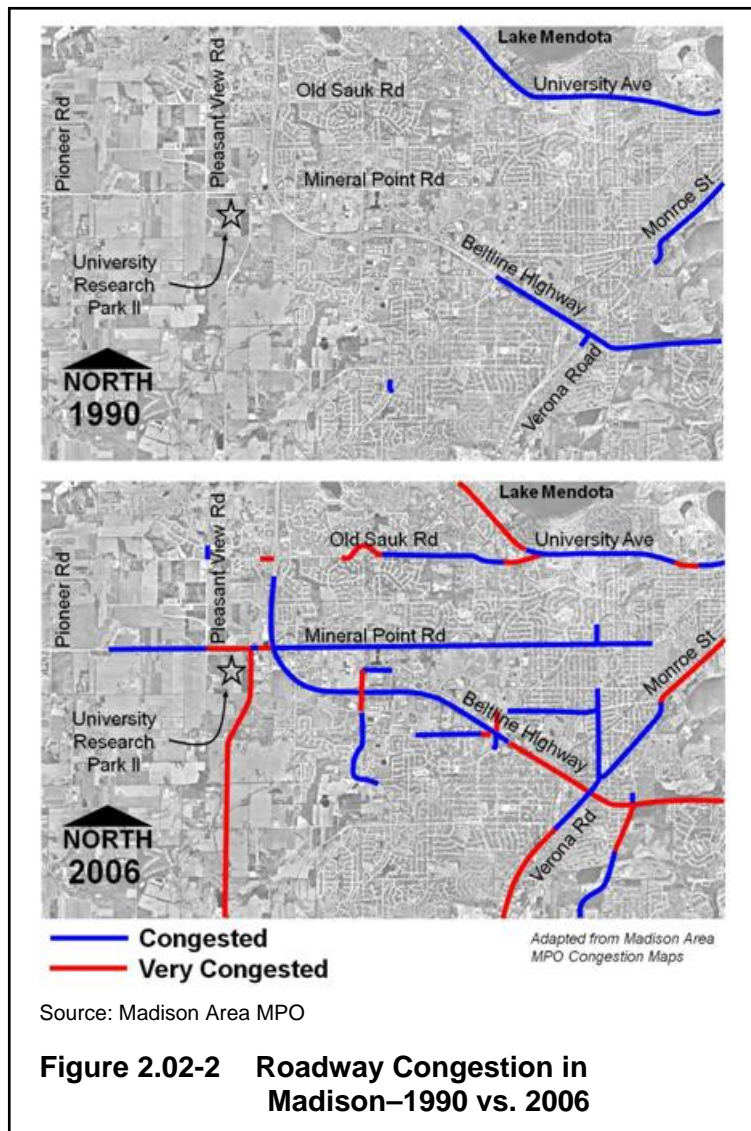 Lake Mendota
University Ave
Old Sauk Rd
Pleasant View Rd
Pioneer Rd
Mineral Point Rd
Monroe St
University
Research
Park II
Beltline Highway
Verona Road
NORTH
1990
Lake Mendota
Old Sauk Rd
University Ave
Pleasant View Rd
Pioneer Rd
Mineral Point Rd
Monroe St
University
Research
Park II
Beltline Highway
Verona Rd
NORTH
2006
Congested
Very Congested
Adapted from Madison Area
MPO Congestion Maps
Source: Madison Area MPO
Figure 2.02-2 Roadway Congestion in
Madison–1990 vs. 2006